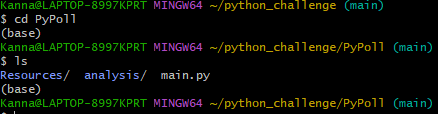 Kanna@LAPTOP-8997KPRT MINGW64 ~/python_challenge (main)
$ cd PyPoll
(base)
Kanna@LAPTOP-8997KPRT MINGW64 ~/python_challenge/PyPoll (main)
$ ls
Resources/  analysis/  main.py
(base)
Kanna@LAPTOP-8997KPRT MINGW64 ~/python_challenge/PyPoll (main)